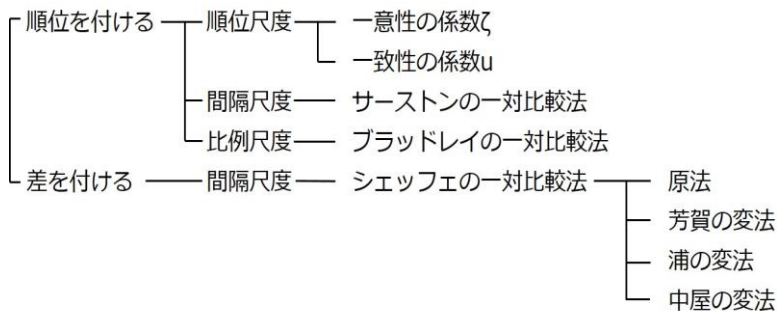 順位を付ける 順位尺度 一意性の係数ζ
一致性の係数u
間隔尺度 サーストンの一対比較法
比例尺度 ブラッドレイの一対比較法
差を付ける 間隔尺度 シェッフェの一対比較法 原法
芳賀の変法
浦の変法
中屋の変法